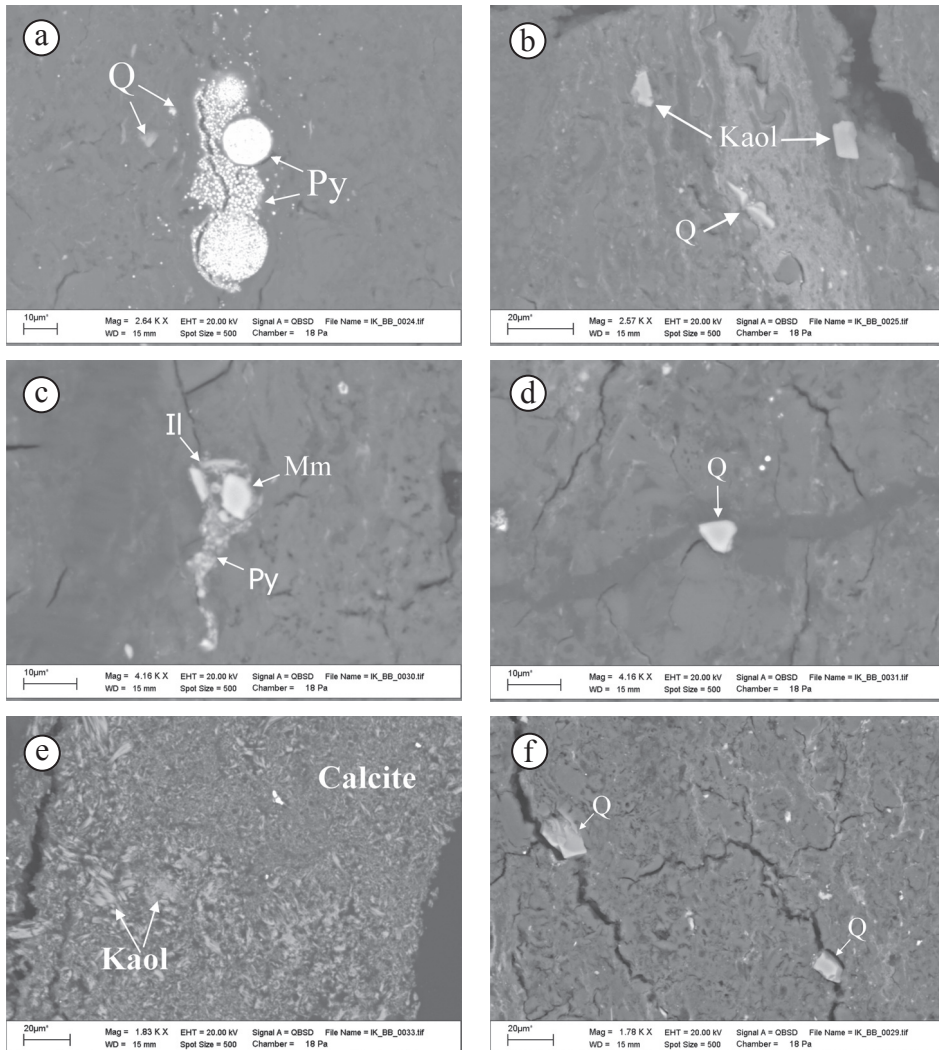 a
Q
Py
10µm*
Mag = 2.64 K X EHT = 20.00 kV Signal A = QBSD File Name = IK_BB_0024.tif
WD = 15 mm Spot Size = 500 Chamber = 18 Pa
b
Kaol
Q
20µm*
Mag = 2.57 K X EHT = 20.00 kV Signal A = QBSD File Name = IK_BB_0025.tif
WD = 15 mm Spot Size = 500 Chamber = 18 Pa
c
Il
Mm
Py
10µm*
Mag = 4.16 K X EHT = 20.00 kV Signal A = QBSD File Name = IK_BB_0030.tif
WD = 15 mm Spot Size = 500 Chamber = 18 Pa
d
Q
10µm*
Mag = 4.16 K X EHT = 20.00 kV Signal A = QBSD File Name = IK_BB_0031.tif
WD = 15 mm Spot Size = 500 Chamber = 18 Pa
e
Calcite
Kaol
20µm*
Mag = 1.83 K X EHT = 20.00 kV Signal A = QBSD File Name = IK_BB_0033.tif
WD = 15 mm Spot Size = 500 Chamber = 18 Pa
f
Q
Q
20µm*
Mag = 1.78 K X EHT = 20.00 kV Signal A = QBSD File Name = IK_BB_0029.tif
WD = 15 mm Spot Size = 500 Chamber = 18 Pa